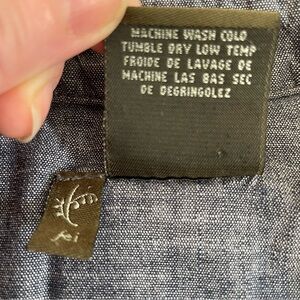 MACHINE WASH COLD
TUMBLE DRY LOW TEMP
FROIDE DE LAVAGE DE
MACHINE LAS BAS SEC
DE DEGRINGOLEZ